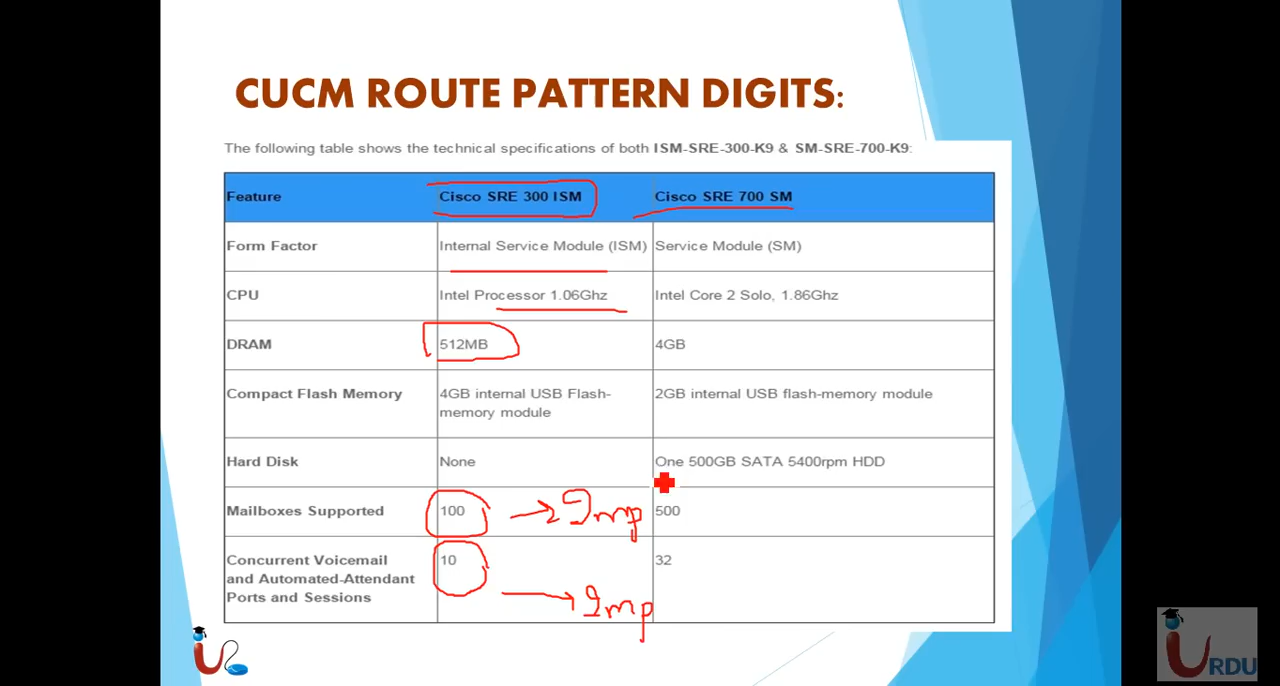 CUCM ROUTE PATTERN DIGITS:
The following table shows the technical specifications of both ISM-SRE-300-K9 & SM-SRE-700-K9:
Feature Cisco SRE 300 ISM Cisco SRE 700 SM
Form Factor Internal Service Module (ISM) Service Module (SM)
CPU Intel Processor 1.06Ghz Intel Core 2 Solo, 1.86Ghz
DRAM 512MB 4GB
Compact Flash Memory 4GB internal USB Flash- 2GB internal USB flash-memory module
memory module
Hard Disk None One 500GB SATA 5400rpm HDD
Mailboxes Supported 100 Imp 500
Concurrent Voicemail 10 32
and Automated-Attendant
Ports and Sessions Imp
URDU